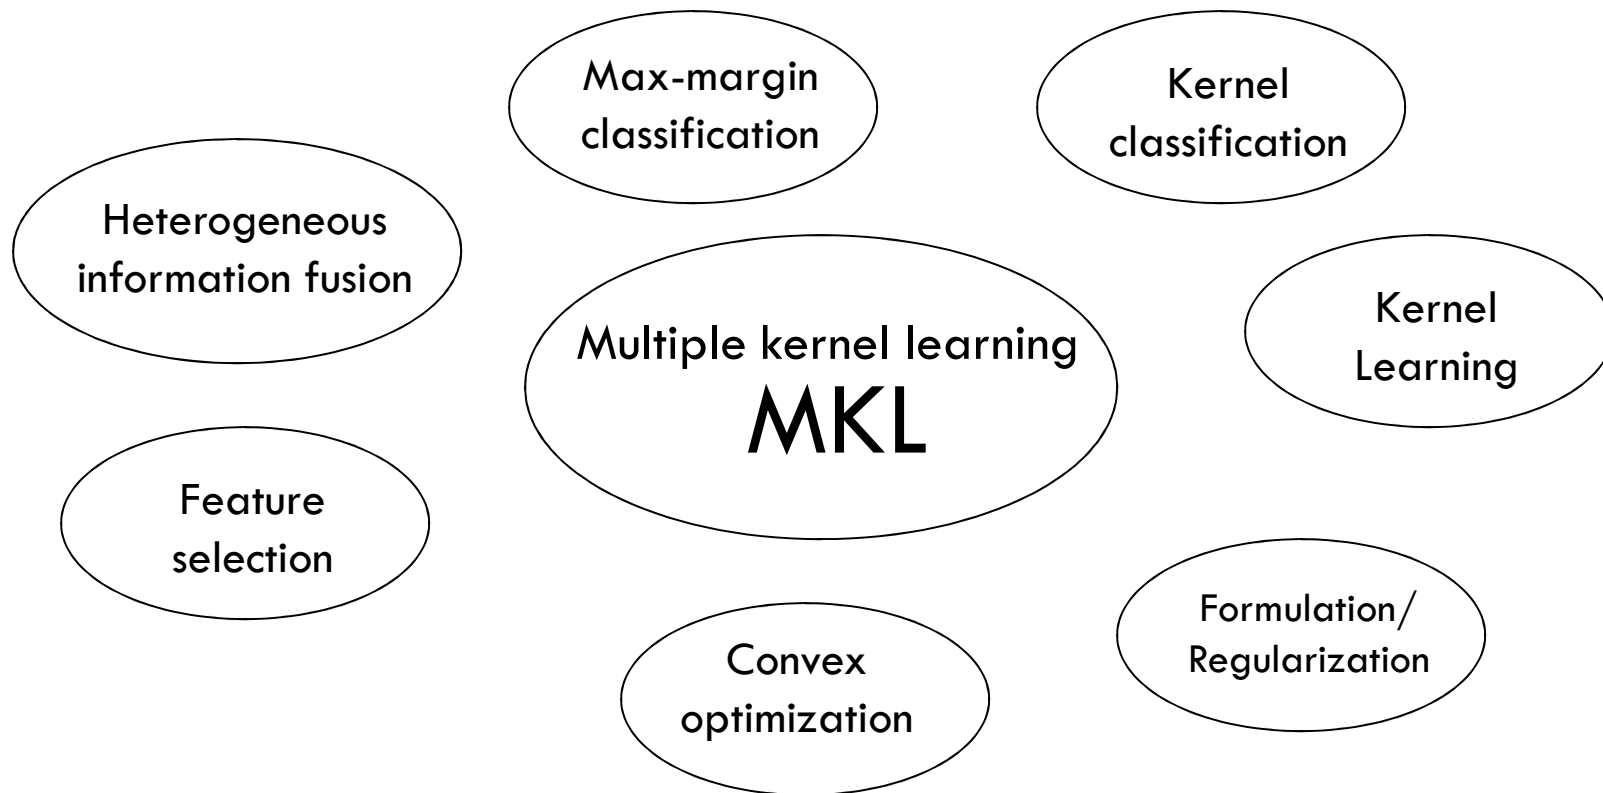 Max-margin
classification
Kernel
classification
Heterogeneous
information fusion
Multiple kernel learning
MKL
Kernel
Learning
Feature
selection
Formulation/
Regularization
Convex
optimization